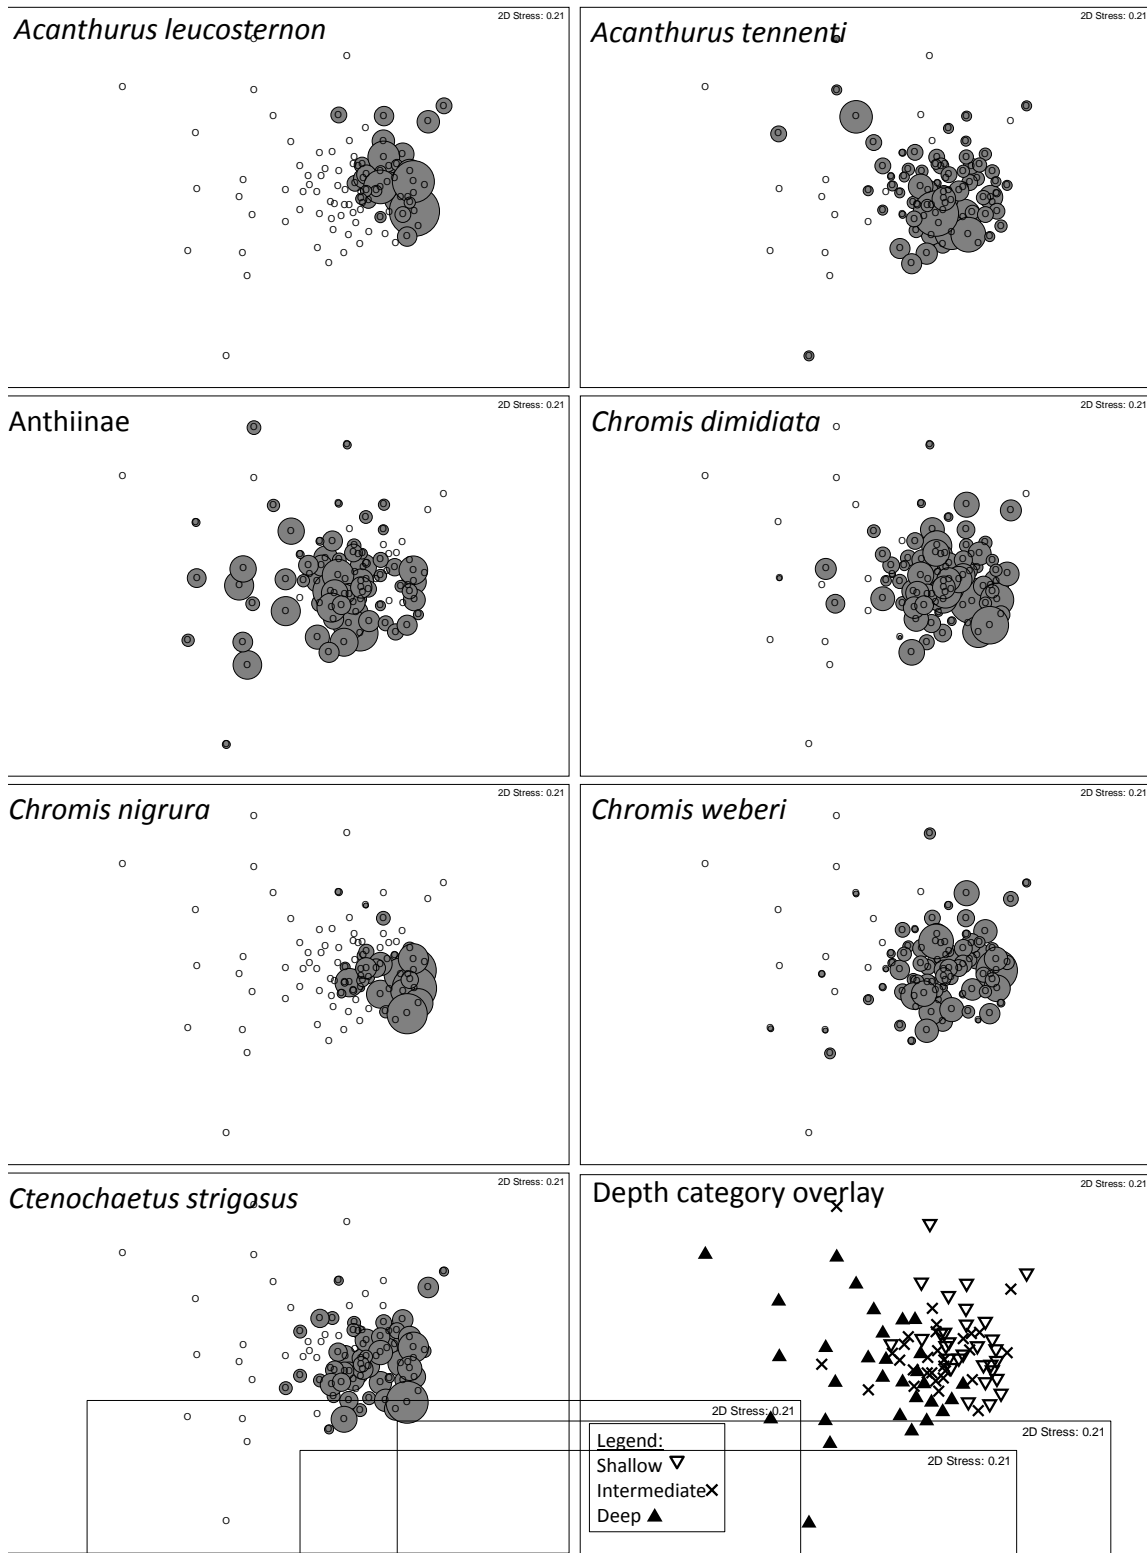 2D Stress: 0.21
Acanthurus leucosternon
2D Stress: 0.21
Acanthurus tennenti
2D Stress: 0.21
Anthiinae
2D Stress: 0.21
Chromis dimidiata
2D Stress: 0.21
Chromis nigrura
2D Stress: 0.21
Chromis weberi
2D Stress: 0.21
Ctenochaetus strigosus
2D Stress: 0.21
Depth category overlay
2D Stress: 0.21
2D Stress: 0.21
2D Stress: 0.21
Legend:
Shallow
Intermediate
Deep